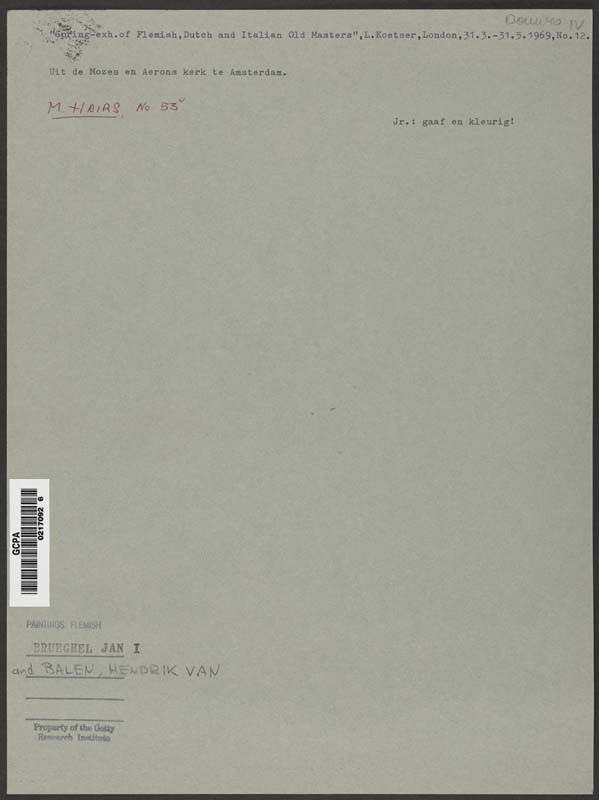 Douwes IV
"Spring-exh.of Flemish,Dutch and Italian Old Masters",L.Koetser,London,31.3.-31.5.1969,No.12.
Uit de Mozes en Aerons kerk te Amsterdam.
M. HAIRS, No 53
Jr.: gaaf en kleurig!
GCPA
0217092 6
PAINTINGS FLEMISH
BRUEGHEL JAN I
and BALEN, HENDRIK VAN
Property of the Getty
Research Institute